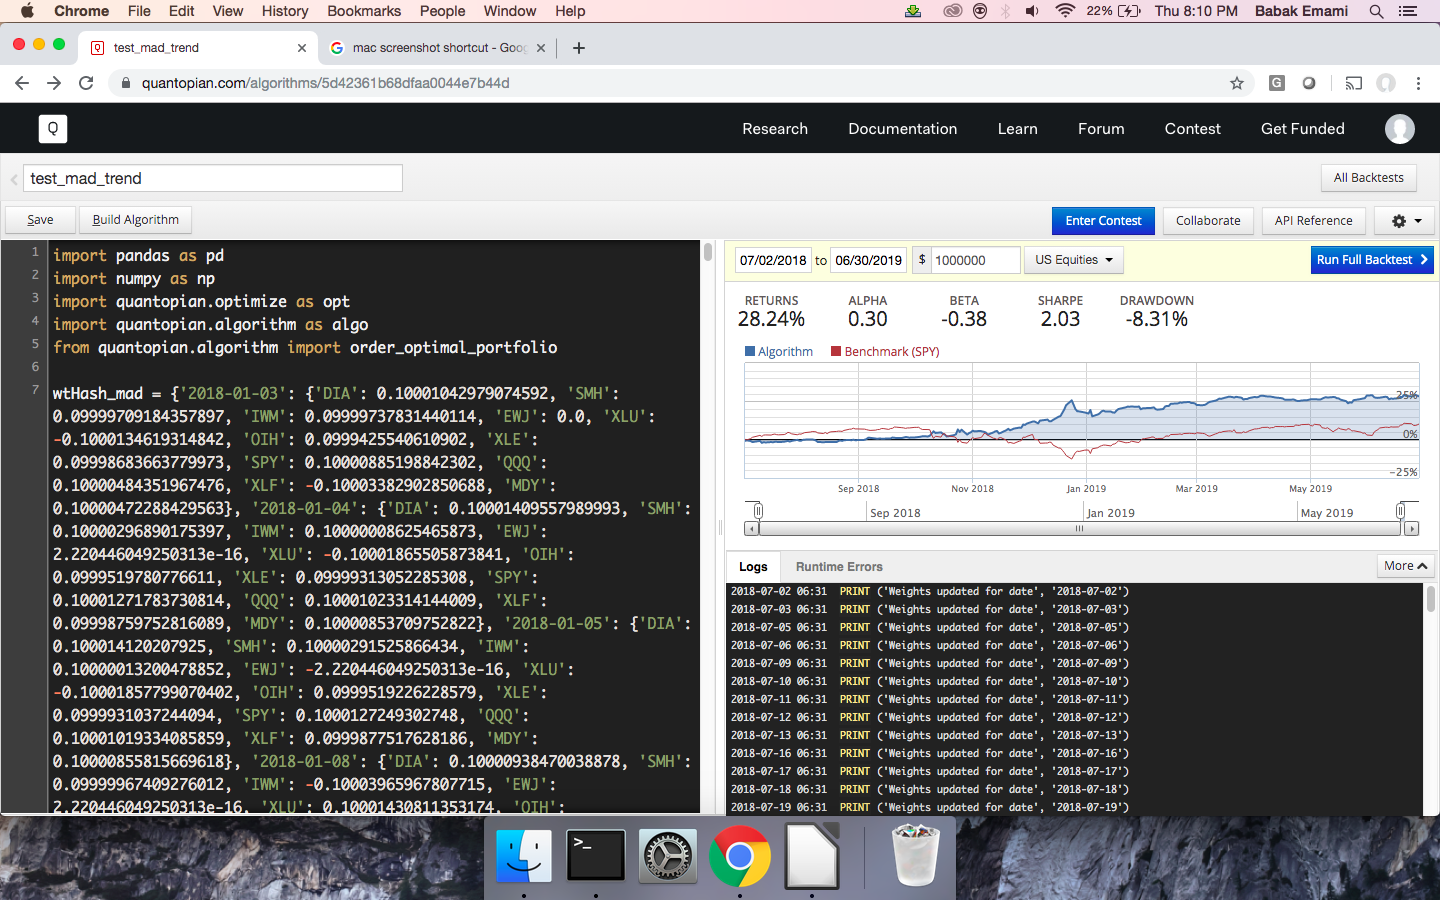 Chrome File Edit View History Bookmarks People Window Help 22% Thu 8:10 PM Babak Emami
test_mad_trend mac screenshot shortcut - Goo
quantopian.com/algorithms/5d42361b68dfaa0044e7b44d
Q Research Documentation Learn Forum Contest Get Funded
test_mad_trend All Backtests
Save Build Algorithm Enter Contest Collaborate API Reference
1 import pandas as pd
2 import numpy as np
3 import quantopian.optimize as opt
4 import quantopian.algorithm as algo
5 from quantopian.algorithm import order_optimal_portfolio
6
7 wtHash_mad = {'2018-01-03': {'DIA': 0.10001042979074592, 'SMH':
0.09999709184357897, 'IWM': 0.09999737831440114, 'EWJ': 0.0, 'XLU':
-0.1000134619314842, 'OIH': 0.0999425540610902, 'XLE':
0.09998683663779973, 'SPY': 0.10000885198842302, 'QQQ':
0.10000484351967476, 'XLF': -0.10003382902850688, 'MDY':
0.10000472288429563}, '2018-01-04': {'DIA': 0.10001409557989993, 'SMH':
0.10000296890175397, 'IWM': 0.10000008625465873, 'EWJ':
2.220446049250313e-16, 'XLU': -0.10001865505873841, 'OIH':
0.0999519780776611, 'XLE': 0.09999313052285308, 'SPY':
0.10001271783730814, 'QQQ': 0.10001023314144009, 'XLF':
0.09998759752816089, 'MDY': 0.10000853709752822}, '2018-01-05': {'DIA':
0.100014120207925, 'SMH': 0.10000291525866434, 'IWM':
0.10000013200478852, 'EWJ': -2.220446049250313e-16, 'XLU':
-0.10001857799070402, 'OIH': 0.0999519226228579, 'XLE':
0.0999931037244094, 'SPY': 0.1000127249302748, 'QQQ':
0.10001019334085859, 'XLF': 0.0999877517628186, 'MDY':
0.10000855815669618}, '2018-01-08': {'DIA': 0.10000938470038878, 'SMH':
0.09999967409276012, 'IWM': -0.1000396596780 7715, 'EWJ':
2.220446049250313e-16, 'XLU': 0.10001430811353174, 'OIH':
07/02/2018 to 06/30/2019 $ 1000000 US Equities Run Full Backtest
RETURNS ALPHA BETA SHARPE DRAWDOWN
28.24% 0.30 -0.38 2.03 -8.31%
Algorithm Benchmark (SPY)
25%
0%
-25%
Sep 2018 Nov 2018 Jan 2019 Mar 2019 May 2019
Sep 2018 Jan 2019 May 2019
Logs Runtime Errors More
2018-07-02 06:31 PRINT ('Weights updated for date', '2018-07-02')
2018-07-03 06:31 PRINT ('Weights updated for date', '2018-07-03')
2018-07-05 06:31 PRINT ('Weights updated for date', '2018-07-05')
2018-07-06 06:31 PRINT ('Weights updated for date', '2018-07-06')
2018-07-09 06:31 PRINT ('Weights updated for date', '2018-07-09')
2018-07-10 06:31 PRINT ('Weights updated for date', '2018-07-10')
2018-07-11 06:31 PRINT ('Weights updated for date', '2018-07-11')
2018-07-12 06:31 PRINT ('Weights updated for date', '2018-07-12')
2018-07-13 06:31 PRINT ('Weights updated for date', '2018-07-13')
2018-07-16 06:31 PRINT ('Weights updated for date', '2018-07-16')
2018-07-17 06:31 PRINT ('Weights updated for date', '2018-07-17')
2018-07-18 06:31 PRINT ('Weights updated for date', '2018-07-18')
2018-07-19 06:31 PRINT ('Weights updated for date', '2018-07-19')